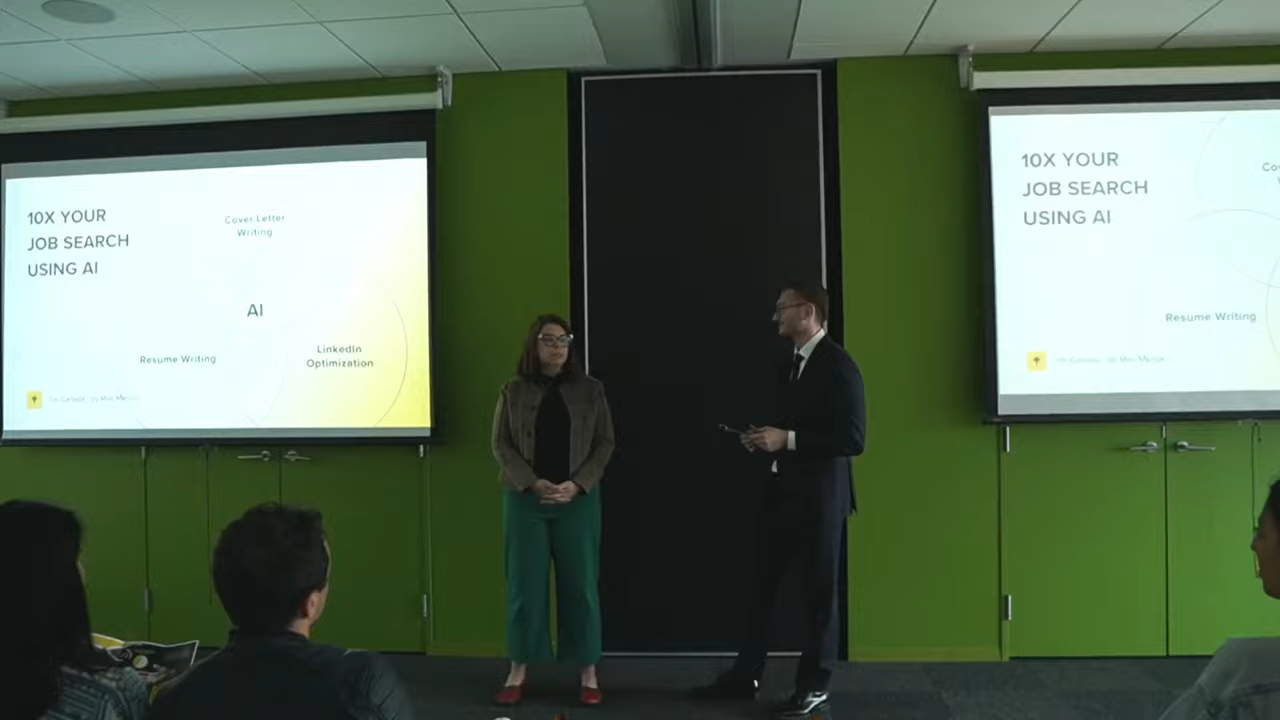 10X YOUR
JOB SEARCH
USING AI
Cover Letter
Writing
AI
Resume Writing
LinkedIn
Optimization
10X YOUR
JOB SEARCH
USING AI
Resume Writing